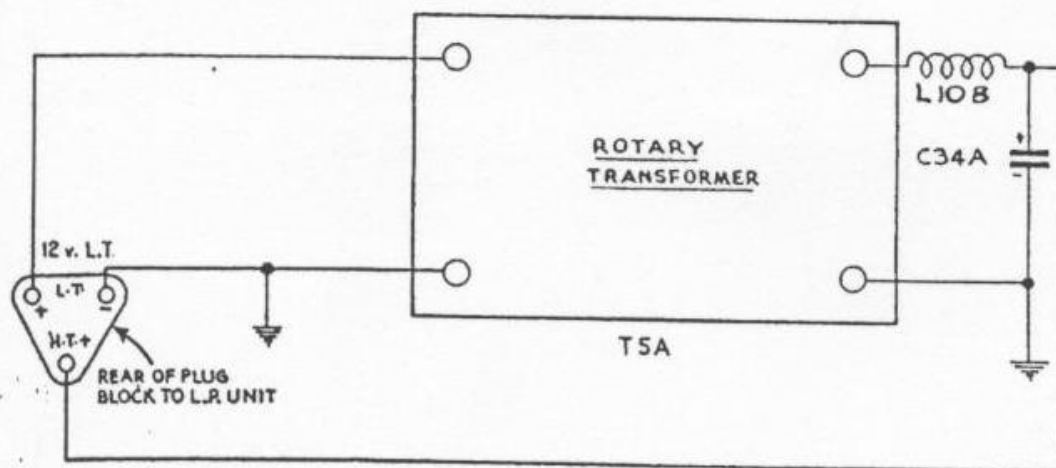 L10B
C34A
+
-
ROTARY
TRANSFORMER
T5A
12 v. L.T.
L.T.
+
-
H.T.+
REAR OF PLUG
BLOCK TO L.P. UNIT